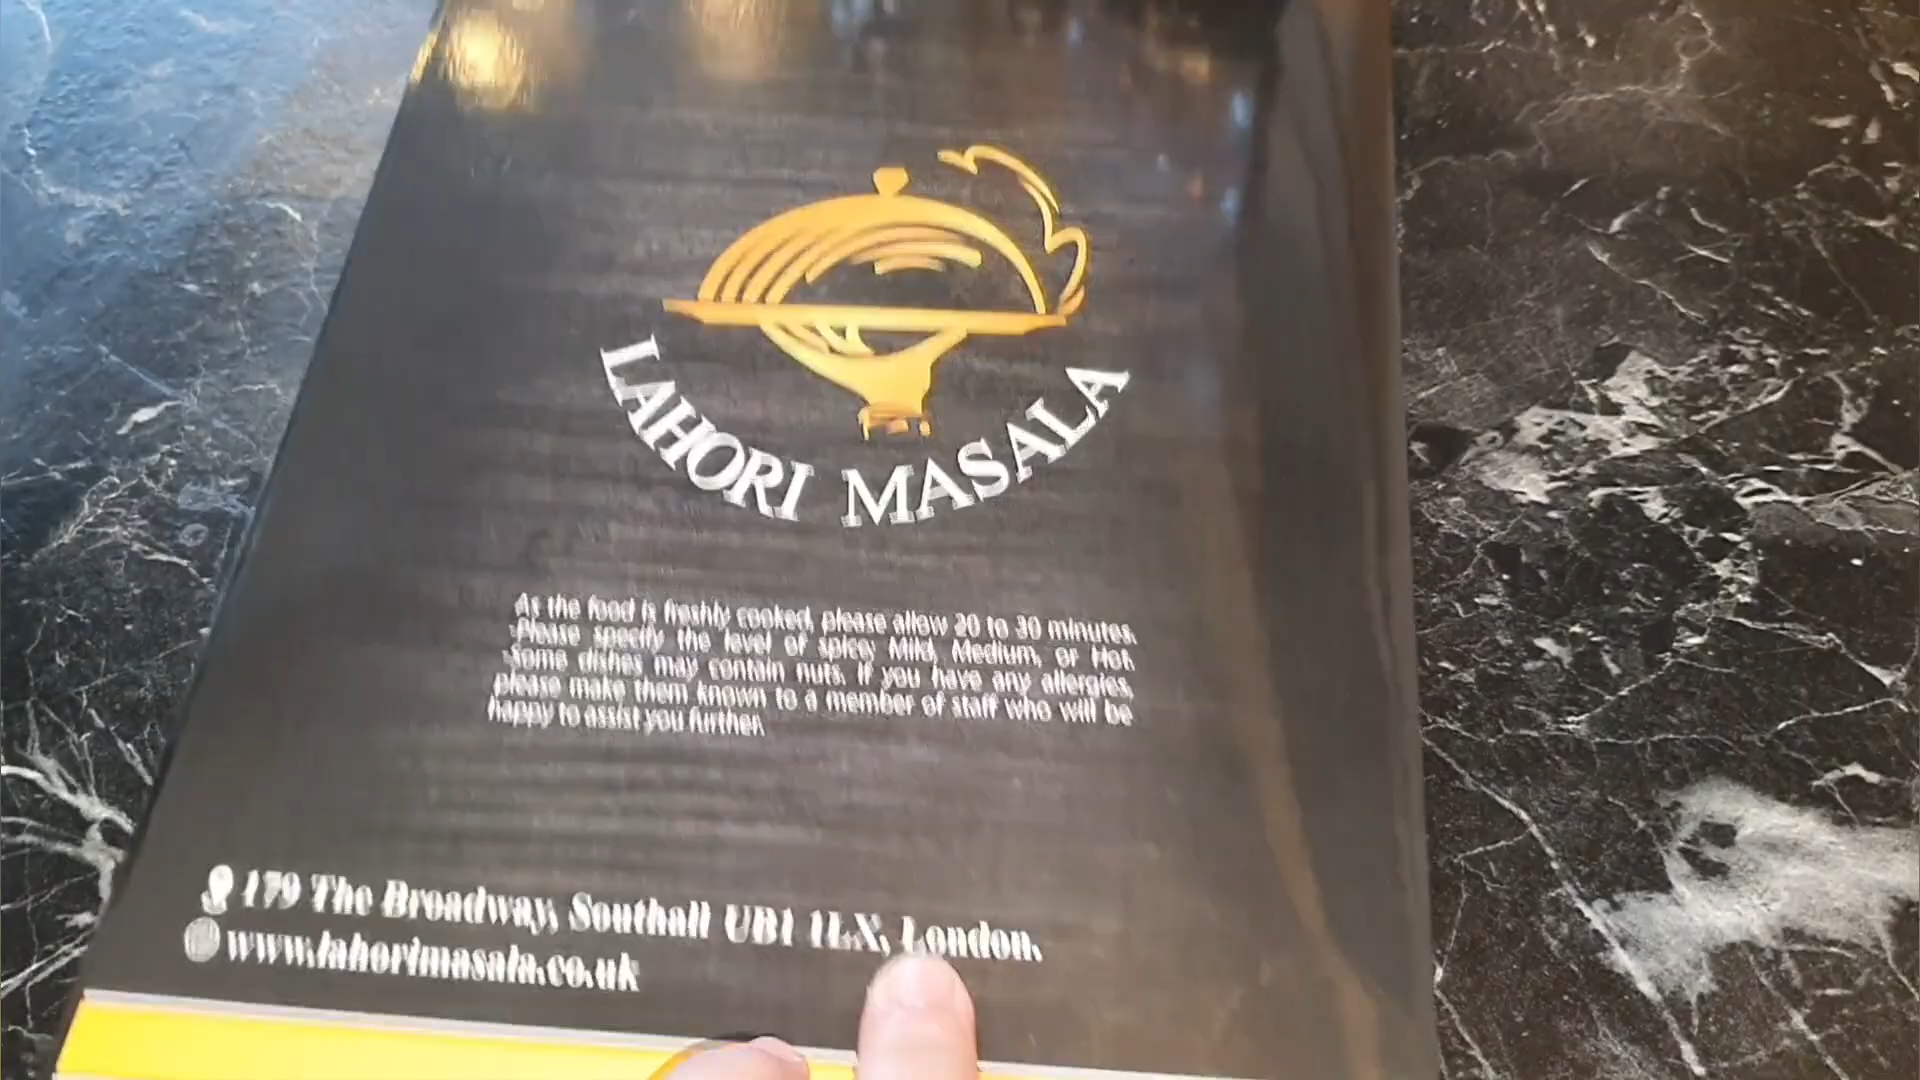 LAHORI MASALA
As the food is freshly cooked, please allow 20 to 30 minutes.
Please specify the level of spicy Mild, Medium, or Hot.
Some dishes may contain nuts. If you have any allergies,
please make them known to a member of staff who will be
happy to assist you further.
179 The Broadway, Southall UB1 1LX, London.
www.lahorimasala.co.uk